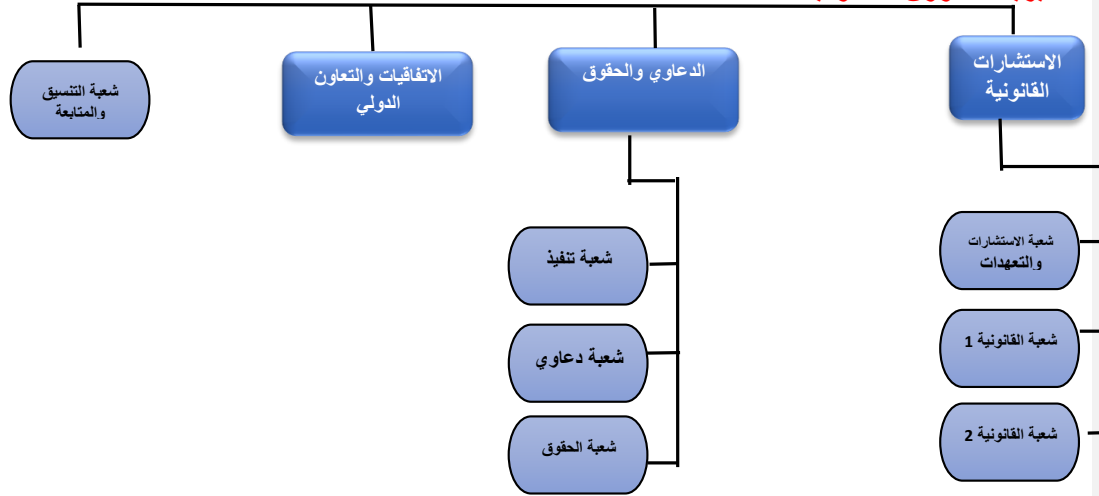 الاستشارات
القانونية
الدعاوي والحقوق
الاتفاقيات والتعاون
الدولي
شعبة التنسيق
والمتابعة
شعبة الاستشارات
والتعهدات
شعبة القانونية 1
شعبة القانونية 2
شعبة تنفيذ
شعبة دعاوي
شعبة الحقوق